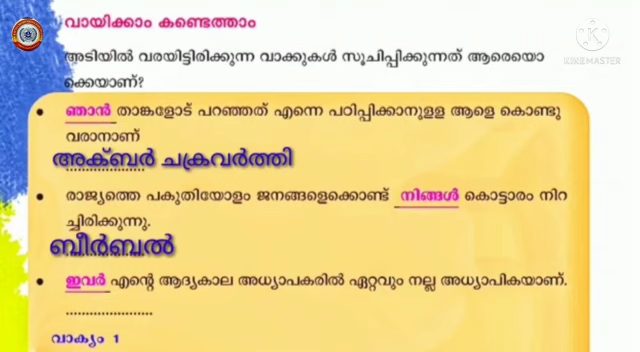 വായിക്കാം കണ്ടെത്താം
KINEMASTER
അടിയിൽ വരയിട്ടിരിക്കുന്ന വാക്കുകൾ സൂചിപ്പിക്കുന്നത് ആരെയൊ
ക്കെയാണ്?
• ഞാൻ താങ്കളോട് പറഞ്ഞത് എന്നെ പഠിപ്പിക്കാനുള്ള ആളെ കൊണ്ടു
വരാനാണ്
അക്ബർ ചക്രവർത്തി
• രാജ്യത്തെ പകുതിയോളം ജനങ്ങളെക്കൊണ്ട് നിങ്ങൾ കൊട്ടാരം നിറ
ച്ചിരിക്കുന്നു.
ബീർബൽ
• ഇവർ എന്റെ ആദ്യകാല അധ്യാപകരിൽ ഏറ്റവും നല്ല അധ്യാപികയാണ്.
......................
വാക്യം 1